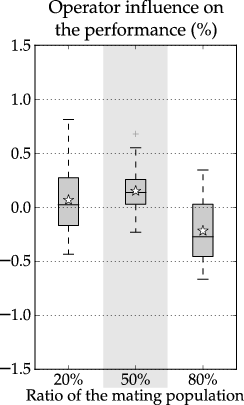 Operator influence on
the performance (%)
1.5
1.0
0.5
0.0
−0.5
−1.0
−1.5
20% 50% 80%
Ratio of the mating population